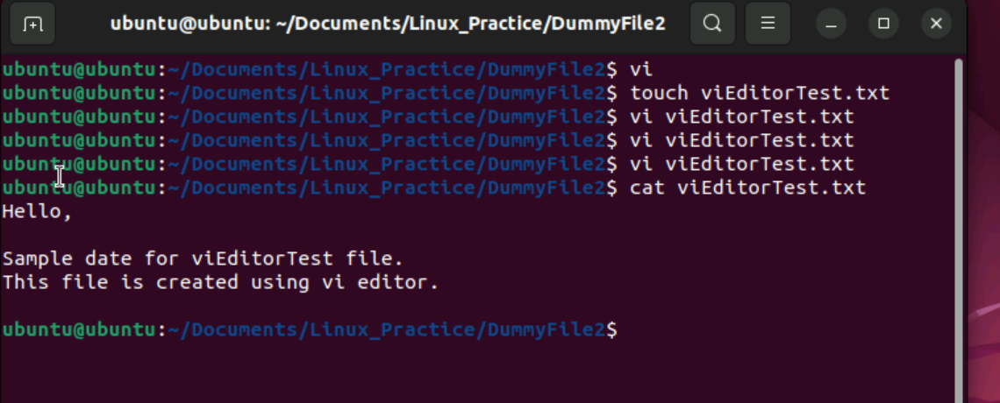 ubuntu@ubuntu: ~/Documents/Linux_Practice/DummyFile2
ubuntu@ubuntu:~/Documents/Linux_Practice/DummyFile2$ vi
ubuntu@ubuntu:~/Documents/Linux_Practice/DummyFile2$ touch viEditorTest.txt
ubuntu@ubuntu:~/Documents/Linux_Practice/DummyFile2$ vi viEditorTest.txt
ubuntu@ubuntu:~/Documents/Linux_Practice/DummyFile2$ vi viEditorTest.txt
ubuntu@ubuntu:~/Documents/Linux_Practice/DummyFile2$ vi viEditorTest.txt
ubuntu@ubuntu:~/Documents/Linux_Practice/DummyFile2$ cat viEditorTest.txt
Hello,
Sample date for viEditorTest file.
This file is created using vi editor.
ubuntu@ubuntu:~/Documents/Linux_Practice/DummyFile2$